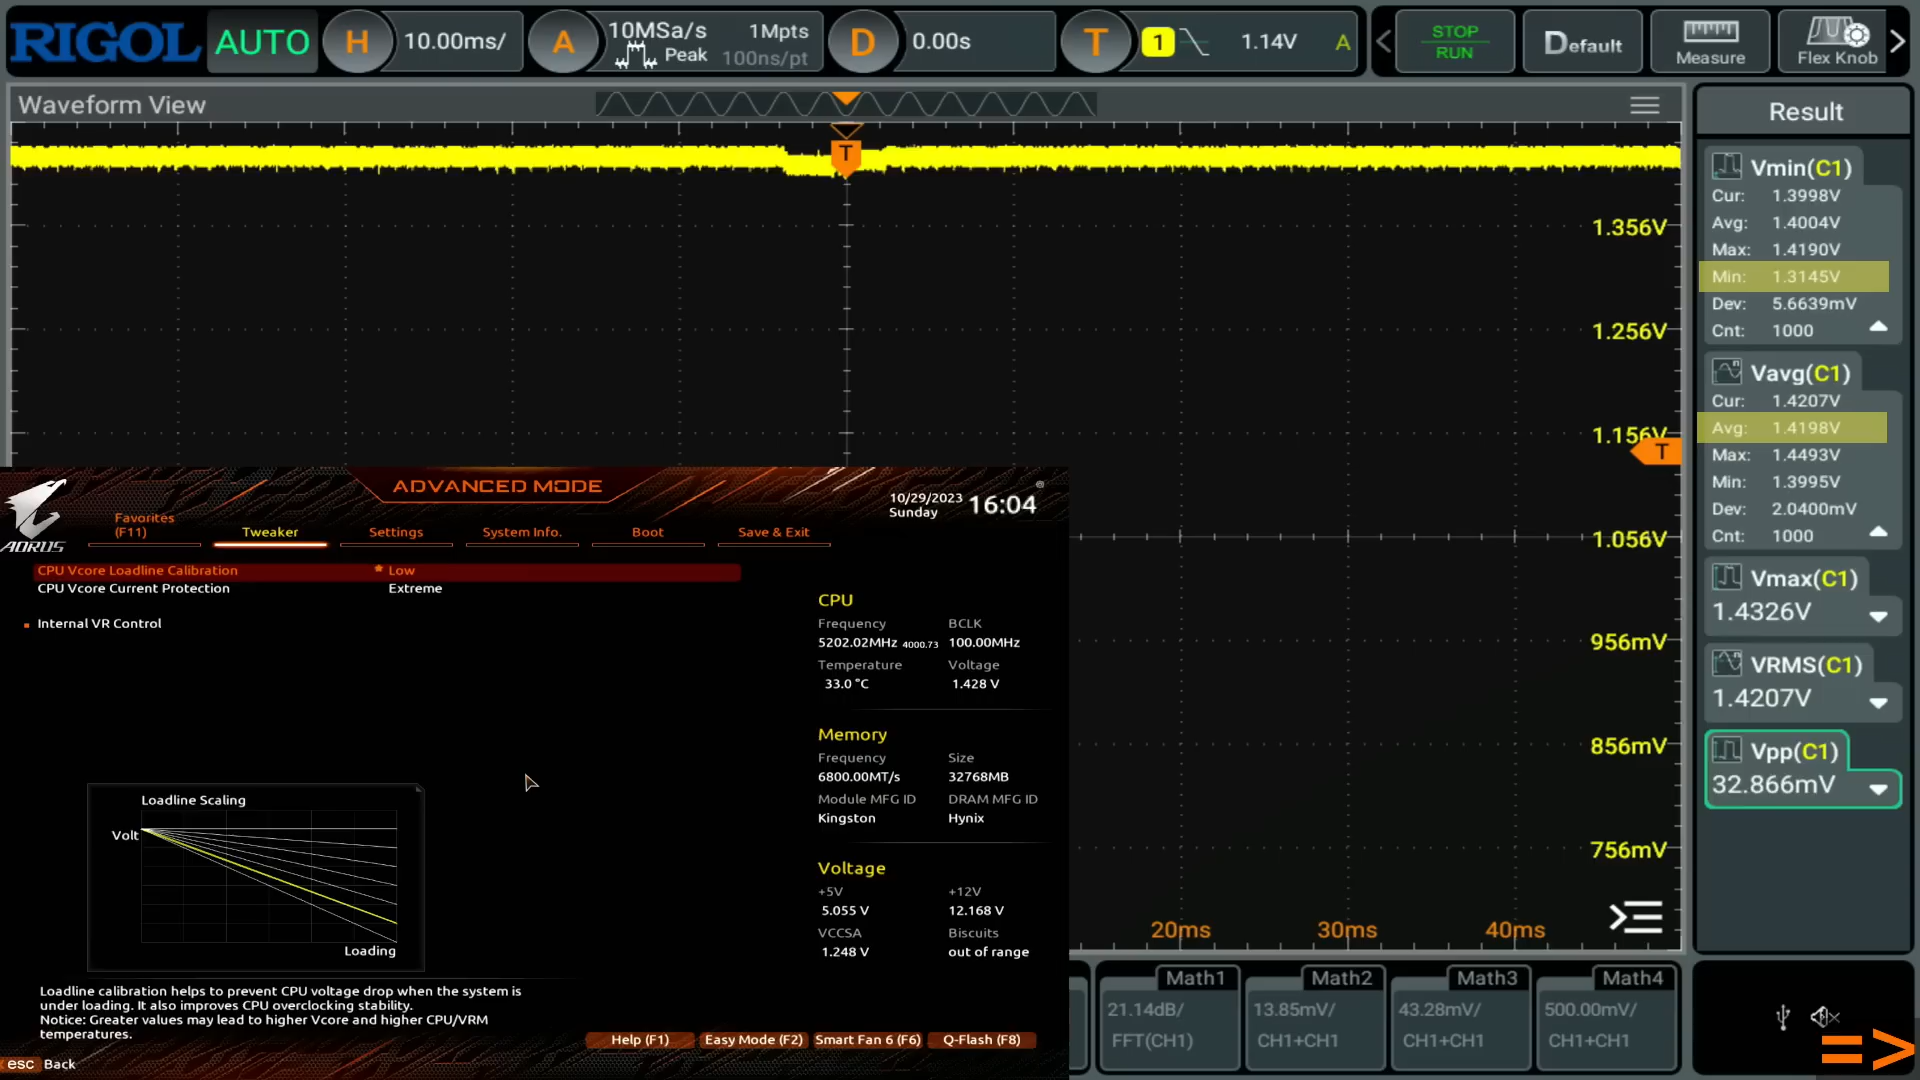 RIGOL AUTO H 10.00ms/ A 10MSa/s 1Mpts D 0.00s T 1 1.14V A STOP RUN Default Measure Flex Knob
Peak 100ns/pt
Waveform View
T
1.356V
1.256V
1.156V
T
1.056V
956mV
856mV
756mV
20ms 30ms 40ms
Result
Vmin(C1)
Cur: 1.3998V
Avg: 1.4004V
Max: 1.4190V
Min: 1.3145V
Dev: 5.6639mV
Cnt: 1000
Vavg(C1)
Cur: 1.4207V
Avg: 1.4198V
Max: 1.4493V
Min: 1.3995V
Dev: 2.0400mV
Cnt: 1000
Vmax(C1)
1.4326V
VRMS(C1)
1.4207V
Vpp(C1)
32.866mV
Math1
21.14dB/
FFT(CH1)
Math2
13.85mV/
CH1+CH1
Math3
43.28mV/
CH1+CH1
Math4
500.00mV/
CH1+CH1
=>
AORUS
ADVANCED MODE
10/29/2023
Sunday
16:04
Favorites
(F11)
Tweaker
Settings
System Info.
Boot
Save & Exit
CPU Vcore Loadline Calibration * Low
CPU Vcore Current Protection Extreme
Internal VR Control
CPU
Frequency BCLK
5202.02MHz 4000.73 100.00MHz
Temperature Voltage
33.0 °C 1.428 V
Memory
Frequency Size
6800.00MT/s 32768MB
Module MFG ID DRAM MFG ID
Kingston Hynix
Voltage
+5V +12V
5.055 V 12.168 V
VCCSA Biscuits
1.248 V out of range
Loadline Scaling
Volt
Loading
Loadline calibration helps to prevent CPU voltage drop when the system is
under loading. It also improves CPU overclocking stability.
Notice: Greater values may lead to higher Vcore and higher CPU/VRM
temperatures.
Help (F1) Easy Mode (F2) Smart Fan 6 (F6) Q-Flash (F8)
esc Back